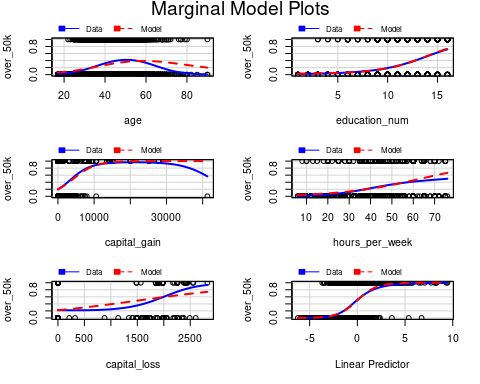 Marginal Model Plots
Data Model Data Model
over_50k 0.0 0.8 over_50k 0.0 0.8
20 40 60 80 5 10 15
age education_num
Data Model Data Model
over_50k 0.0 0.8 over_50k 0.0 0.8
0 10000 30000 10 20 30 40 50 60 70
capital_gain hours_per_week
Data Model Data Model
over_50k 0.0 0.8 over_50k 0.0 0.8
0 500 1500 2500 -5 0 5 10
capital_loss Linear Predictor